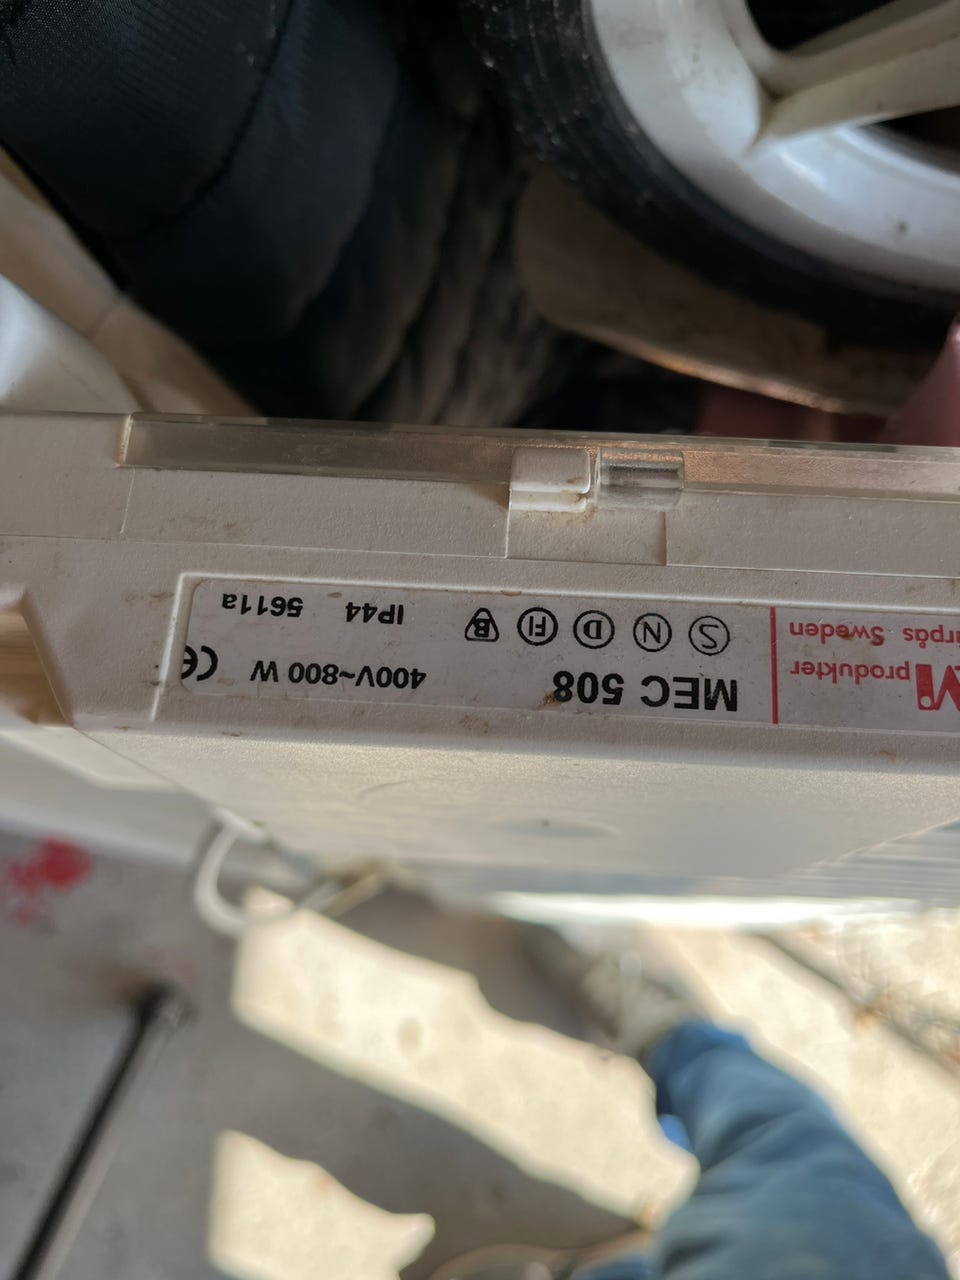 produkter
Sweden
MEC 508
400V~800 W
S N D FI B
IP44 5611a
CE